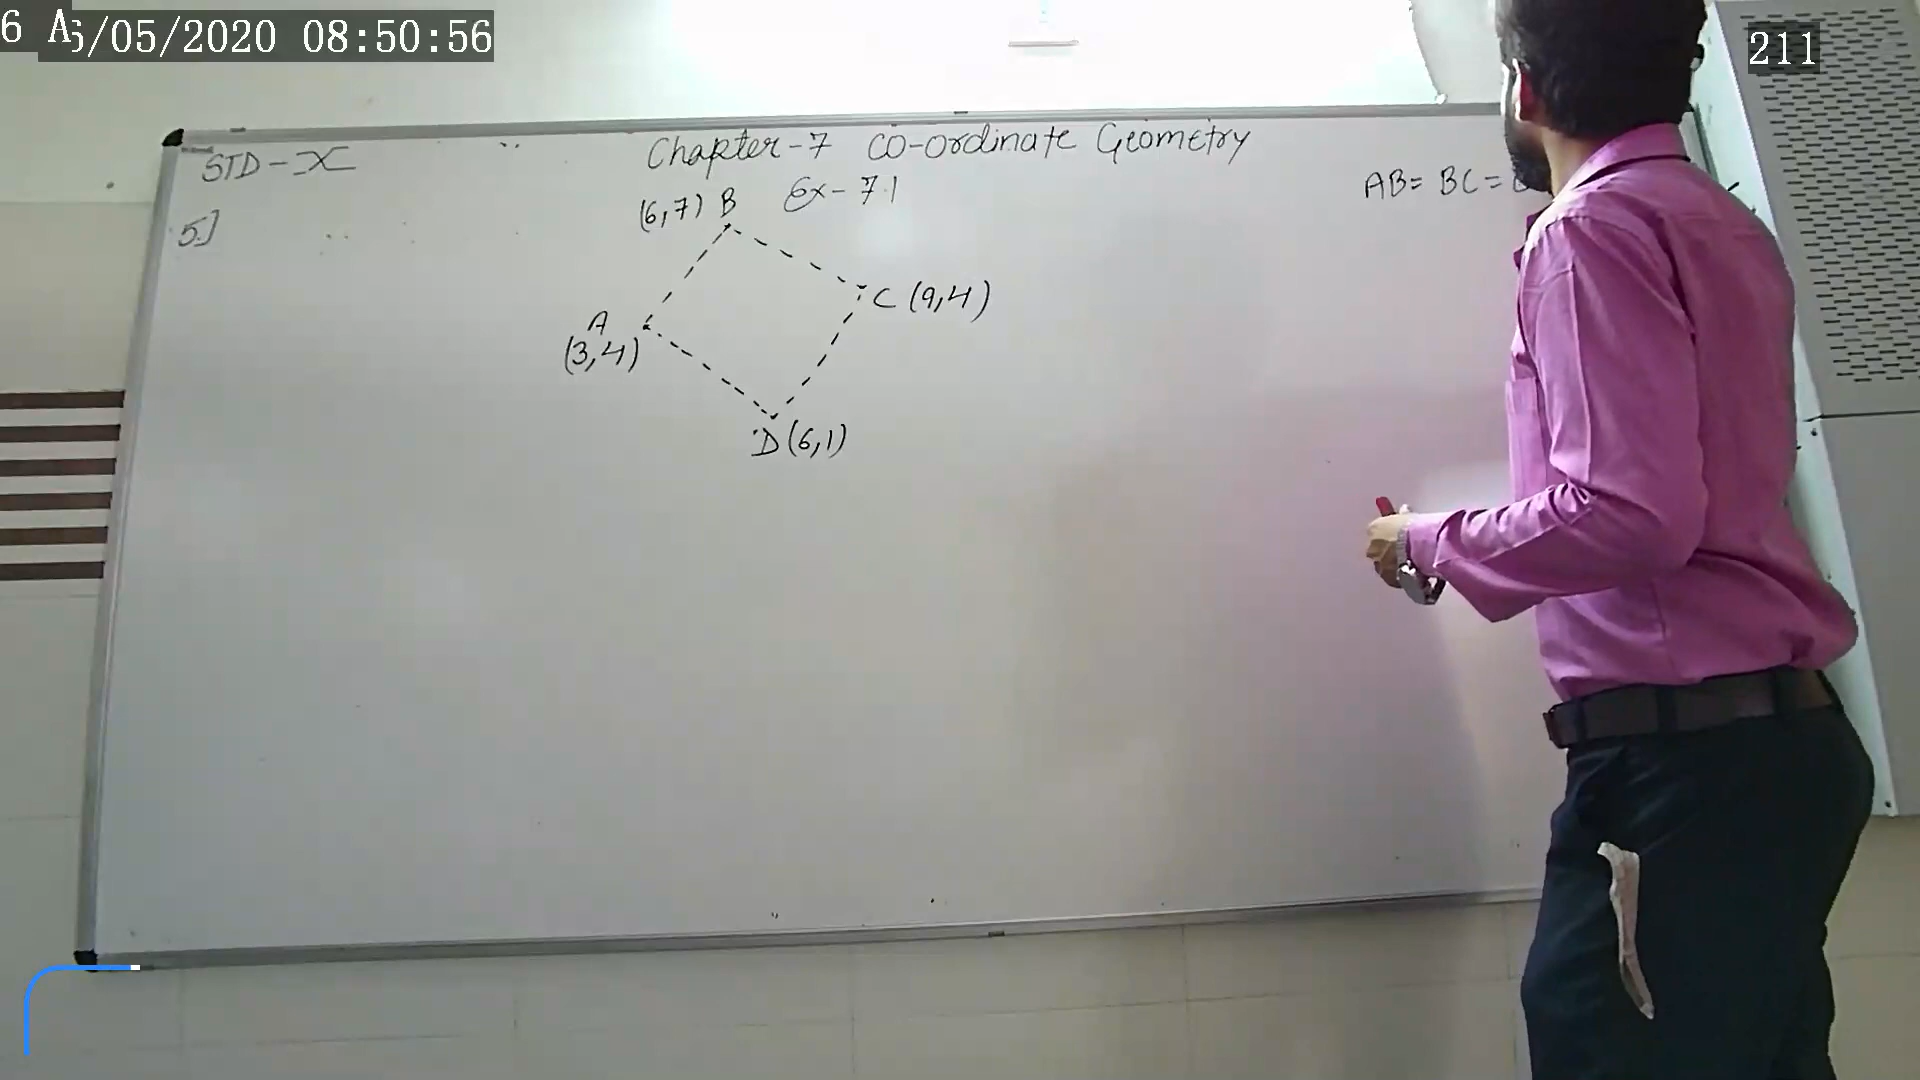 6 A
5/05/2020 08:50:56
211
STD - X
Chapter-7 Co-ordinate Geometry
Ex - 7.1
AB = BC =
5]
(6,7) B
C (9,4)
A
(3,4)
D (6,1)